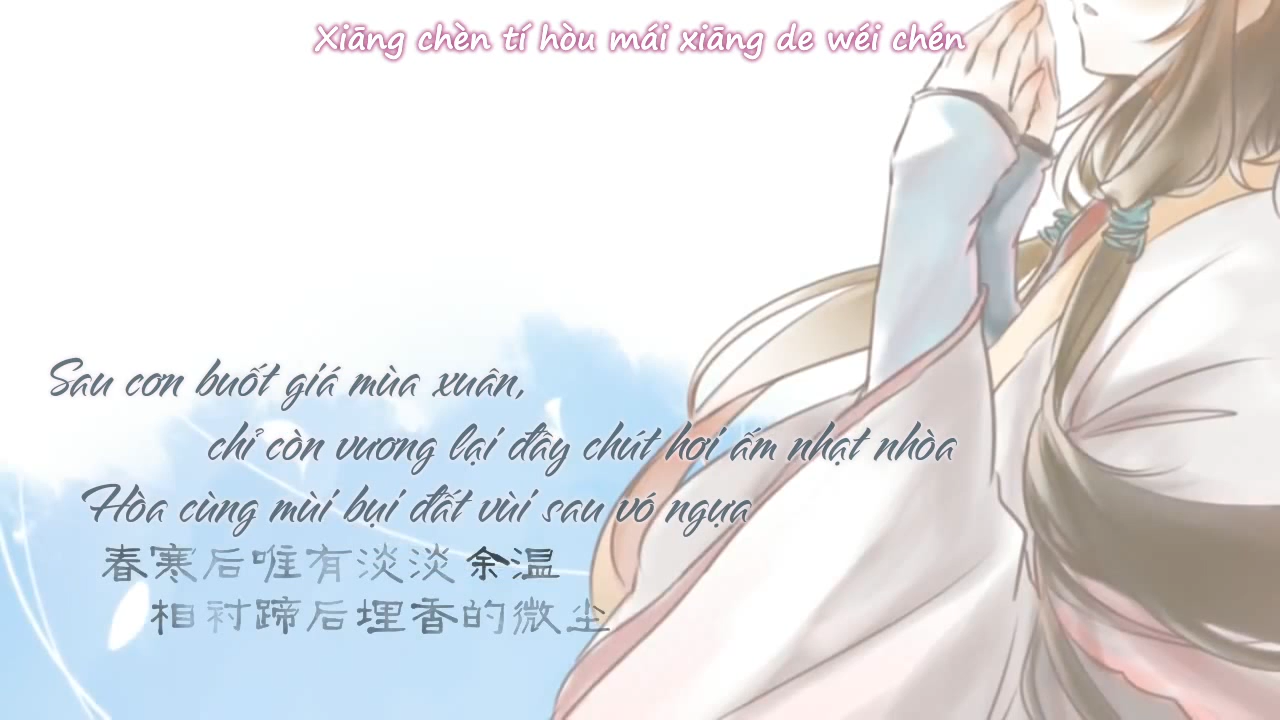 Xiāng chèn tí hòu mái xiāng de wéi chén
Sau cơn buốt giá mùa xuân,
chỉ còn vương lại đầy chút hơi ấm nhạt nhòa
Hòa cùng mùi bụi đất vùi sau vó ngựa
春寒后唯有淡淡余温
相衬蹄后埋香的微尘